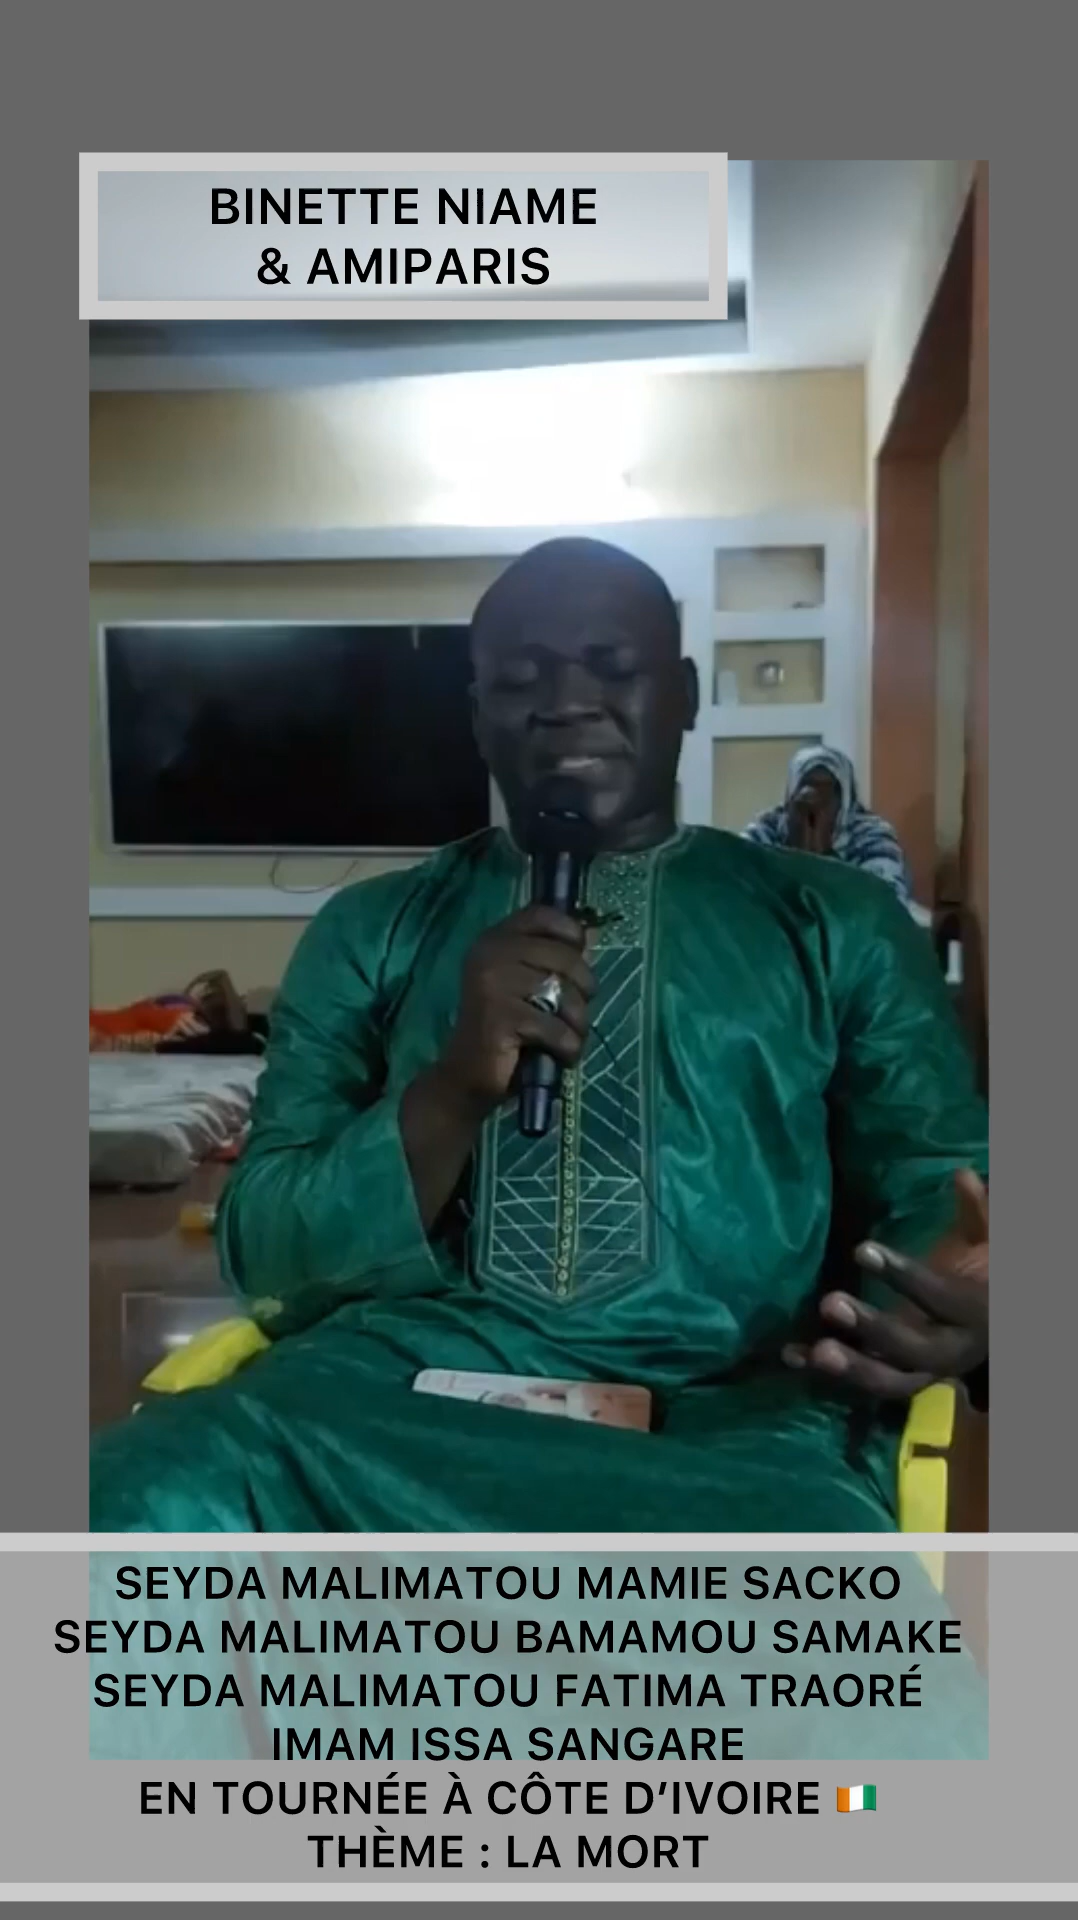 BINETTE NIAME
& AMIPARIS
SEYDA MALIMATOU MAMIE SACKO
SEYDA MALIMATOU BAMAMOU SAMAKE
SEYDA MALIMATOU FATIMA TRAORÉ
IMAM ISSA SANGARE
EN TOURNÉE À CÔTE D’IVOIRE 🇨🇮
THÈME : LA MORT